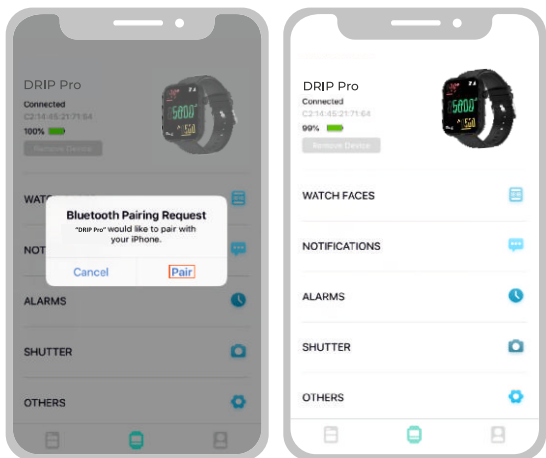 DRIP Pro
Connected
C2:14:45:21:71:64
100%
Remove Device
WAT
Bluetooth Pairing Request
"DRIP Pro" would like to pair with
your iPhone.
NOT
Cancel
Pair
ALARMS
SHUTTER
OTHERS
DRIP Pro
Connected
C2:14:45:21:71:64
99%
Remove Device
WATCH FACES
NOTIFICATIONS
ALARMS
SHUTTER
OTHERS